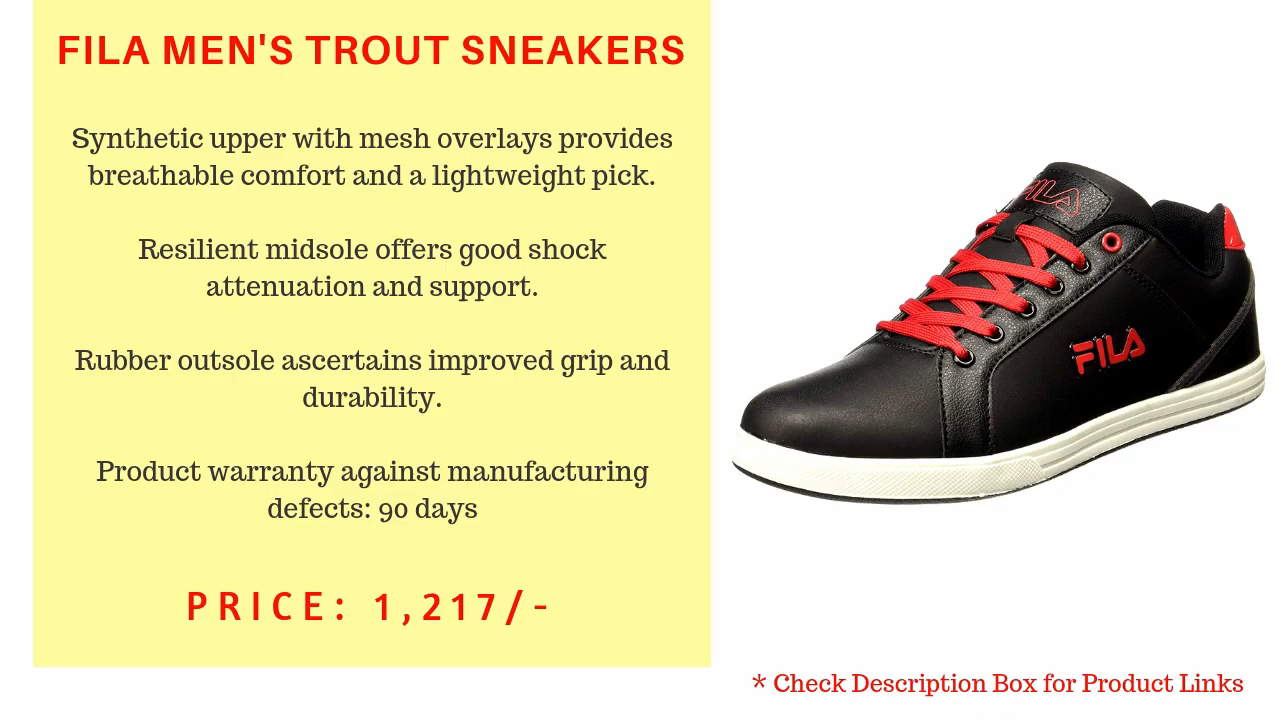 FILA MEN'S TROUT SNEAKERS
Synthetic upper with mesh overlays provides
breathable comfort and a lightweight pick.
Resilient midsole offers good shock
attenuation and support.
Rubber outsole ascertains improved grip and
durability.
Product warranty against manufacturing
defects: 90 days
PRICE: 1,217/-
FILA
FILA
* Check Description Box for Product Links